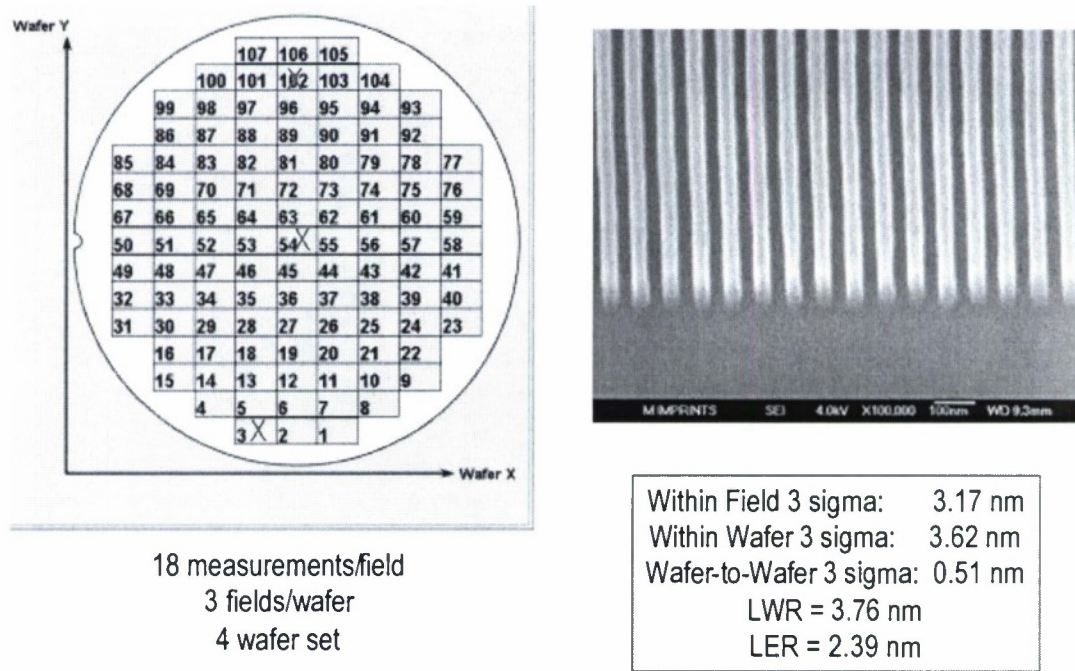 Wafer Y
107 106 105
100 101 102 103 104
99 98 97 96 95 94 93
86 87 88 89 90 91 92
85 84 83 82 81 80 79 78 77
68 69 70 71 72 73 74 75 76
67 66 65 64 63 62 61 60 59
50 51 52 53 54 55 56 57 58
49 48 47 46 45 44 43 42 41
32 33 34 35 36 37 38 39 40
31 30 29 28 27 26 25 24 23
16 17 18 19 20 21 22
15 14 13 12 11 10 9
4 5 6 7 8
3 2 1
Wafer X
18 measurements/field
3 fields/wafer
4 wafer set
M IMPRINTS SEI 4.0kV X100,000 100nm WD 9.3mm
Within Field 3 sigma: 3.17 nm
Within Wafer 3 sigma: 3.62 nm
Wafer-to-Wafer 3 sigma: 0.51 nm
LWR = 3.76 nm
LER = 2.39 nm